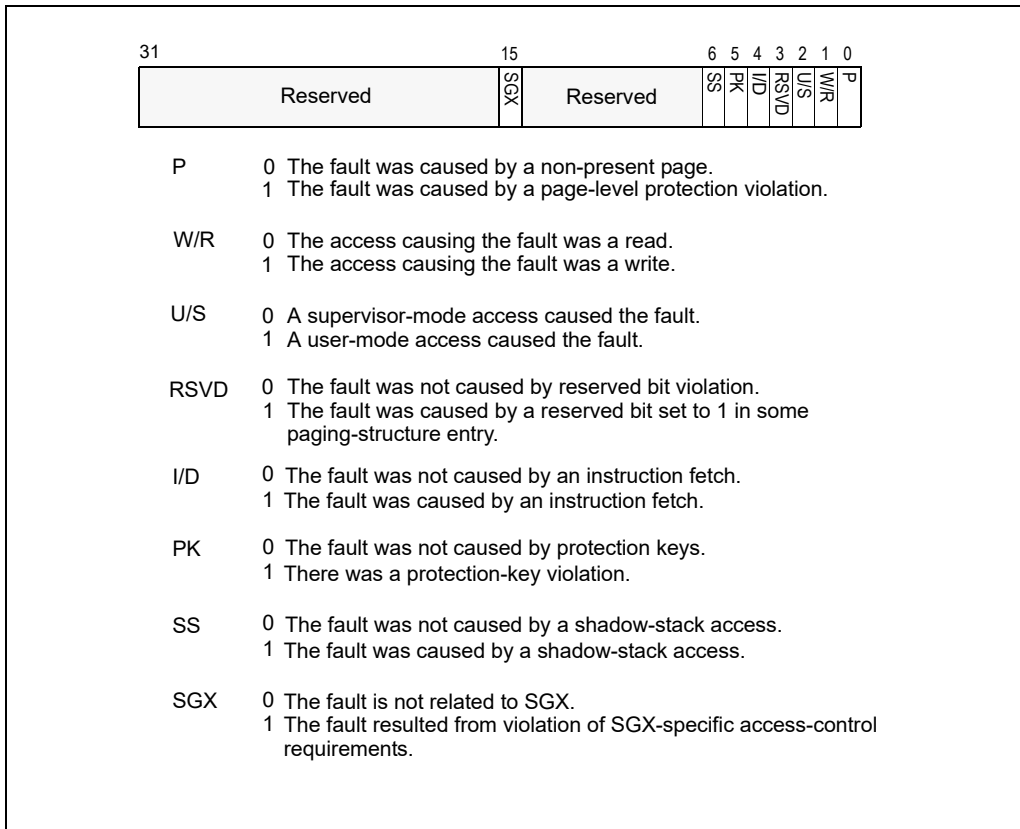 31 15 6 5 4 3 2 1 0
Reserved SGX Reserved SS PK I/D RSVD U/S W/R P
P 0 The fault was caused by a non-present page.
1 The fault was caused by a page-level protection violation.
W/R 0 The access causing the fault was a read.
1 The access causing the fault was a write.
U/S 0 A supervisor-mode access caused the fault.
1 A user-mode access caused the fault.
RSVD 0 The fault was not caused by reserved bit violation.
1 The fault was caused by a reserved bit set to 1 in some
paging-structure entry.
I/D 0 The fault was not caused by an instruction fetch.
1 The fault was caused by an instruction fetch.
PK 0 The fault was not caused by protection keys.
1 There was a protection-key violation.
SS 0 The fault was not caused by a shadow-stack access.
1 The fault was caused by a shadow-stack access.
SGX 0 The fault is not related to SGX.
1 The fault resulted from violation of SGX-specific access-control
requirements.